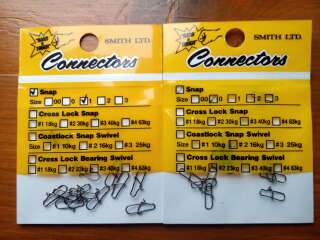 SMITH LTD.
Connectors
Snap
Size 00 0 1 2 3
Cross Lock Snap
#1 18kg #2 30kg #3 40kg #4 63kg
Coastlock Snap Swivel
Size #1 10kg #2 16kg #3 25kg
Cross Lock Bearing Swivel
#1 18kg #2 23kg #3 40kg #4 63kg
SMITH LTD.
Connectors
Snap
Size 00 0 1 2 3
Cross Lock Snap
#1 18kg #2 30kg #3 40kg #4 63kg
Coastlock Snap Swivel
Size #1 10kg #2 16kg #3 25kg
Cross Lock Bearing Swivel
#1 18kg #2 23kg #3 40kg #4 63kg